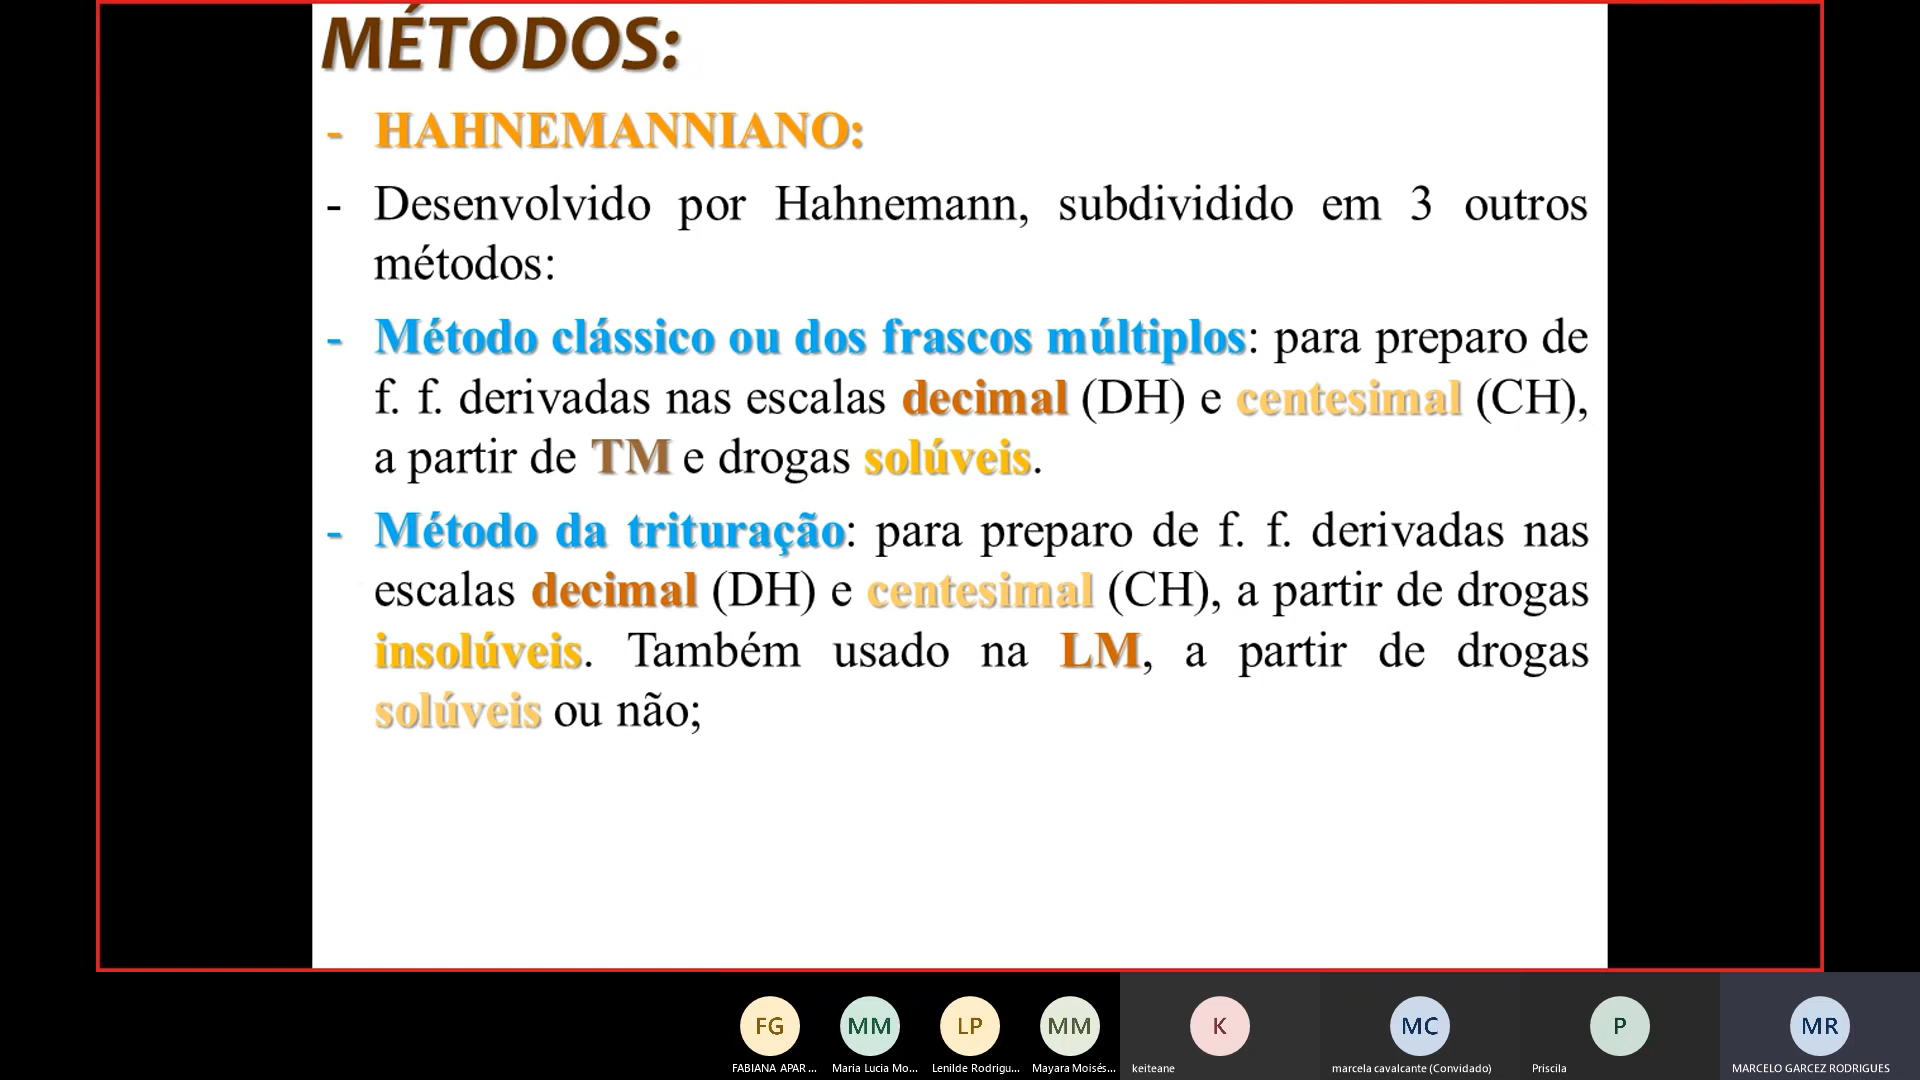 MÉTODOS:
- HAHNEMANNIANO:
- Desenvolvido por Hahnemann, subdividido em 3 outros
métodos:
- Método clássico ou dos frascos múltiplos: para preparo de
f. f. derivadas nas escalas decimal (DH) e centesimal (CH),
a partir de TM e drogas solúveis.
- Método da trituração: para preparo de f. f. derivadas nas
escalas decimal (DH) e centesimal (CH), a partir de drogas
insolúveis. Também usado na LM, a partir de drogas
solúveis ou não;
FG MM LP MM K MC P MR
FABIANA APAR... Maria Lucia Mo... Lenilde Rodrigu... Mayara Moisés... keiteane marcela cavalcante (Convidado) Priscila MARCELO GARCEZ RODRIGUES